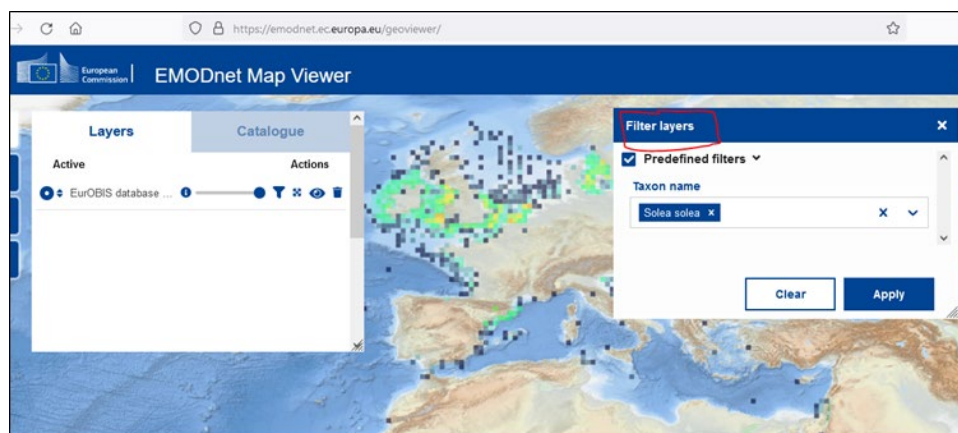 https://emodnet.ec.europa.eu/geoviewer/
European
Commission
EMODnet Map Viewer
Layers
Catalogue
Active
Actions
EurOBIS database ...
Filter layers
Predefined filters
Taxon name
Solea solea
Clear
Apply